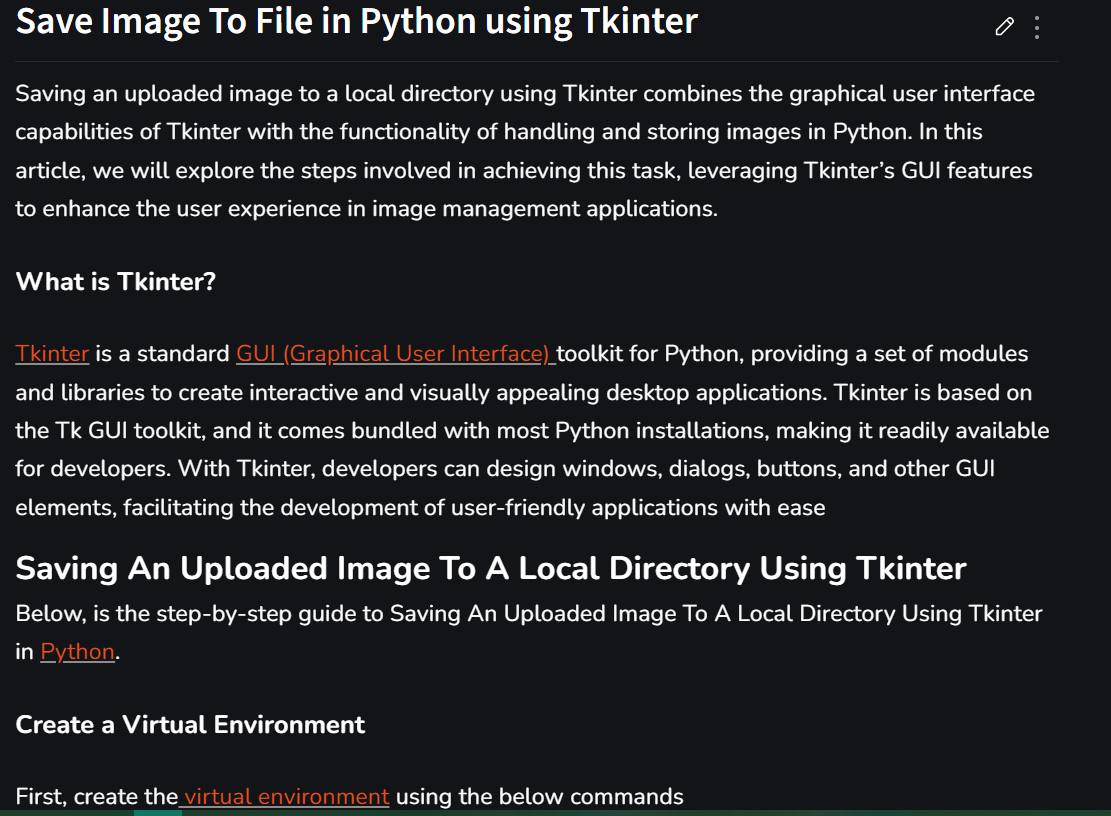 Save Image To File in Python using Tkinter
Saving an uploaded image to a local directory using Tkinter combines the graphical user interface
capabilities of Tkinter with the functionality of handling and storing images in Python. In this
article, we will explore the steps involved in achieving this task, leveraging Tkinter’s GUI features
to enhance the user experience in image management applications.
What is Tkinter?
Tkinter is a standard GUI (Graphical User Interface) toolkit for Python, providing a set of modules
and libraries to create interactive and visually appealing desktop applications. Tkinter is based on
the Tk GUI toolkit, and it comes bundled with most Python installations, making it readily available
for developers. With Tkinter, developers can design windows, dialogs, buttons, and other GUI
elements, facilitating the development of user-friendly applications with ease
Saving An Uploaded Image To A Local Directory Using Tkinter
Below, is the step-by-step guide to Saving An Uploaded Image To A Local Directory Using Tkinter
in Python.
Create a Virtual Environment
First, create the virtual environment using the below commands